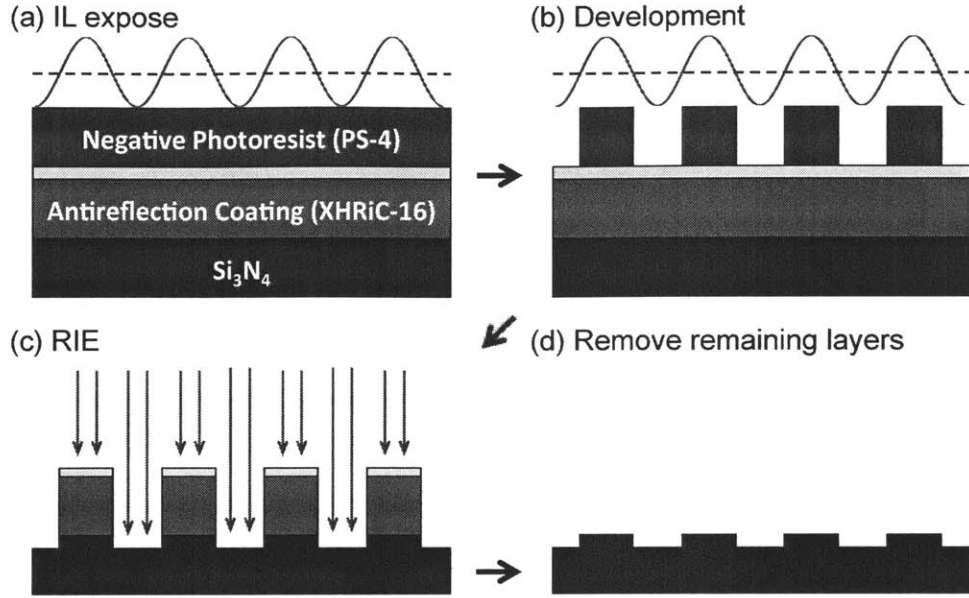 (a) IL expose
(b) Development
Negative Photoresist (PS-4)
Antireflection Coating (XHRiC-16)
Si₃N₄
(c) RIE
(d) Remove remaining layers